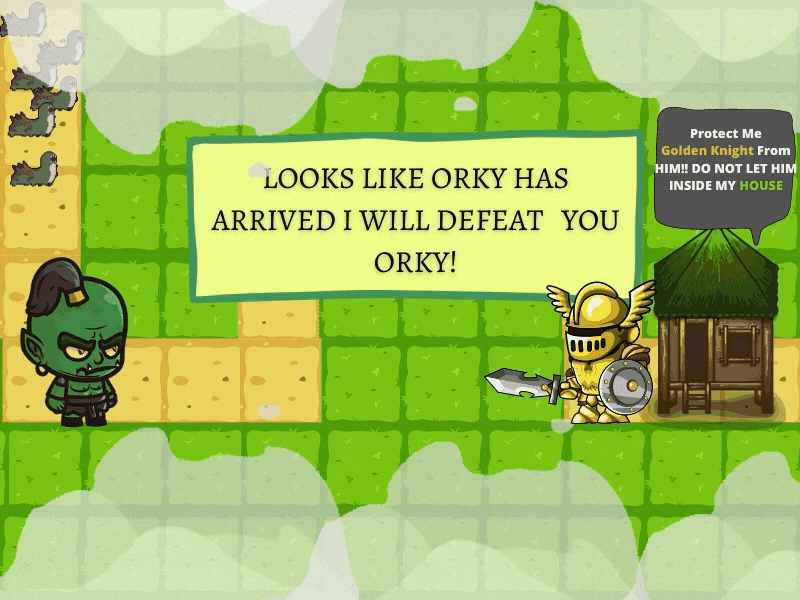 LOOKS LIKE ORKY HAS
ARRIVED I WILL DEFEAT YOU
ORKY!
Protect Me
Golden Knight From
HIM!! DO NOT LET HIM
INSIDE MY HOUSE